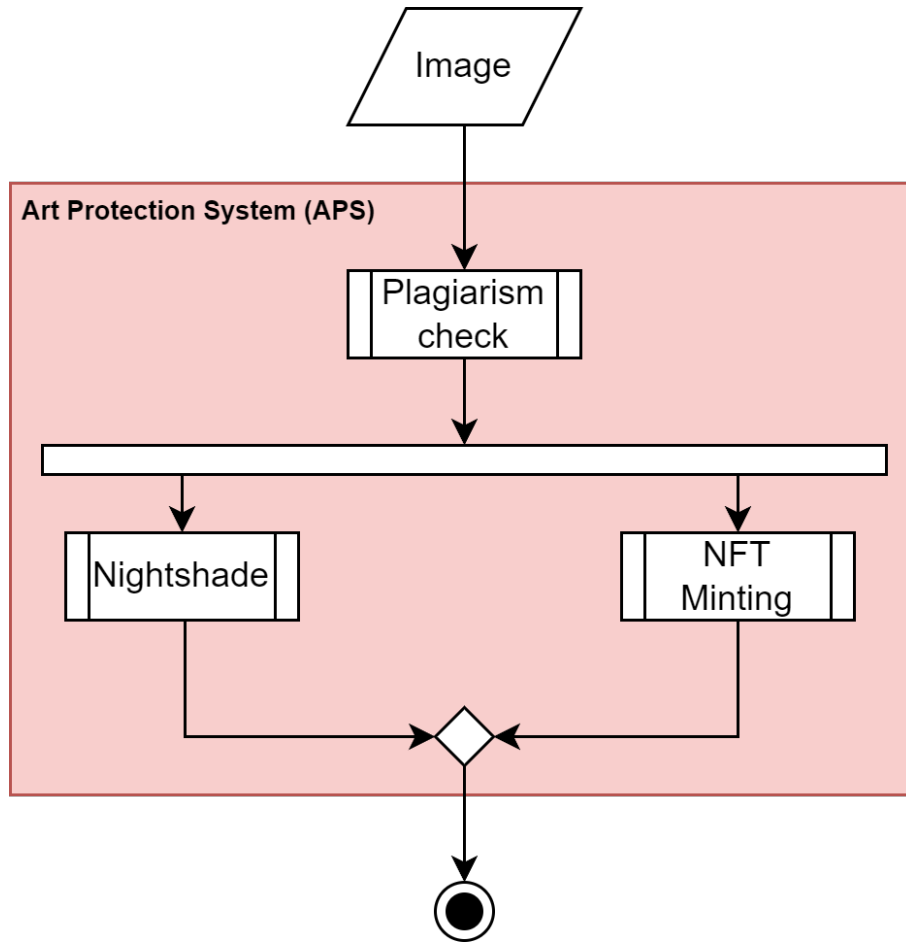 Image
Art Protection System (APS)
Plagiarism
check
Nightshade
NFT
Minting